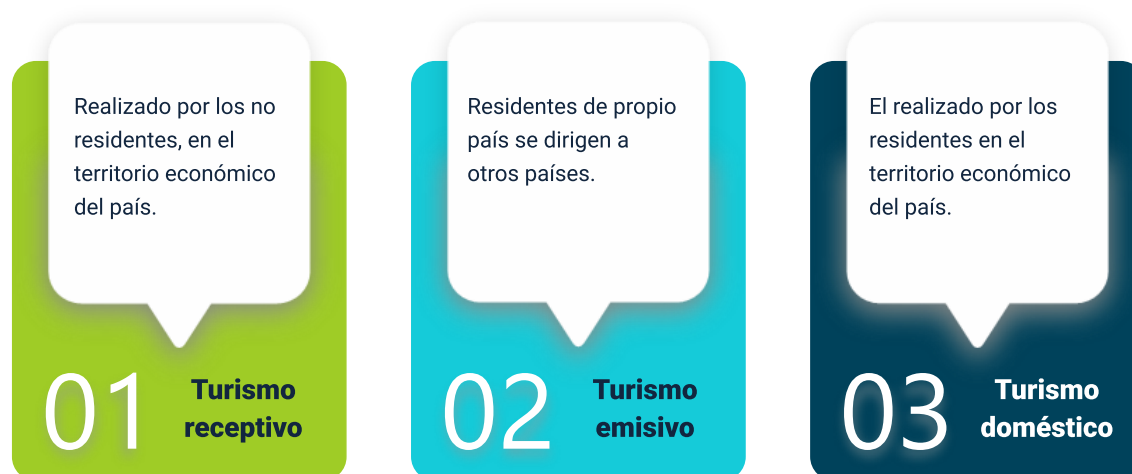 Realizado por los no
residentes, en el
territorio económico
del país.
01
Turismo
receptivo
Residentes de propio
país se dirigen a
otros países.
02
Turismo
emisivo
El realizado por los
residentes en el
territorio económico
del país.
03
Turismo
doméstico